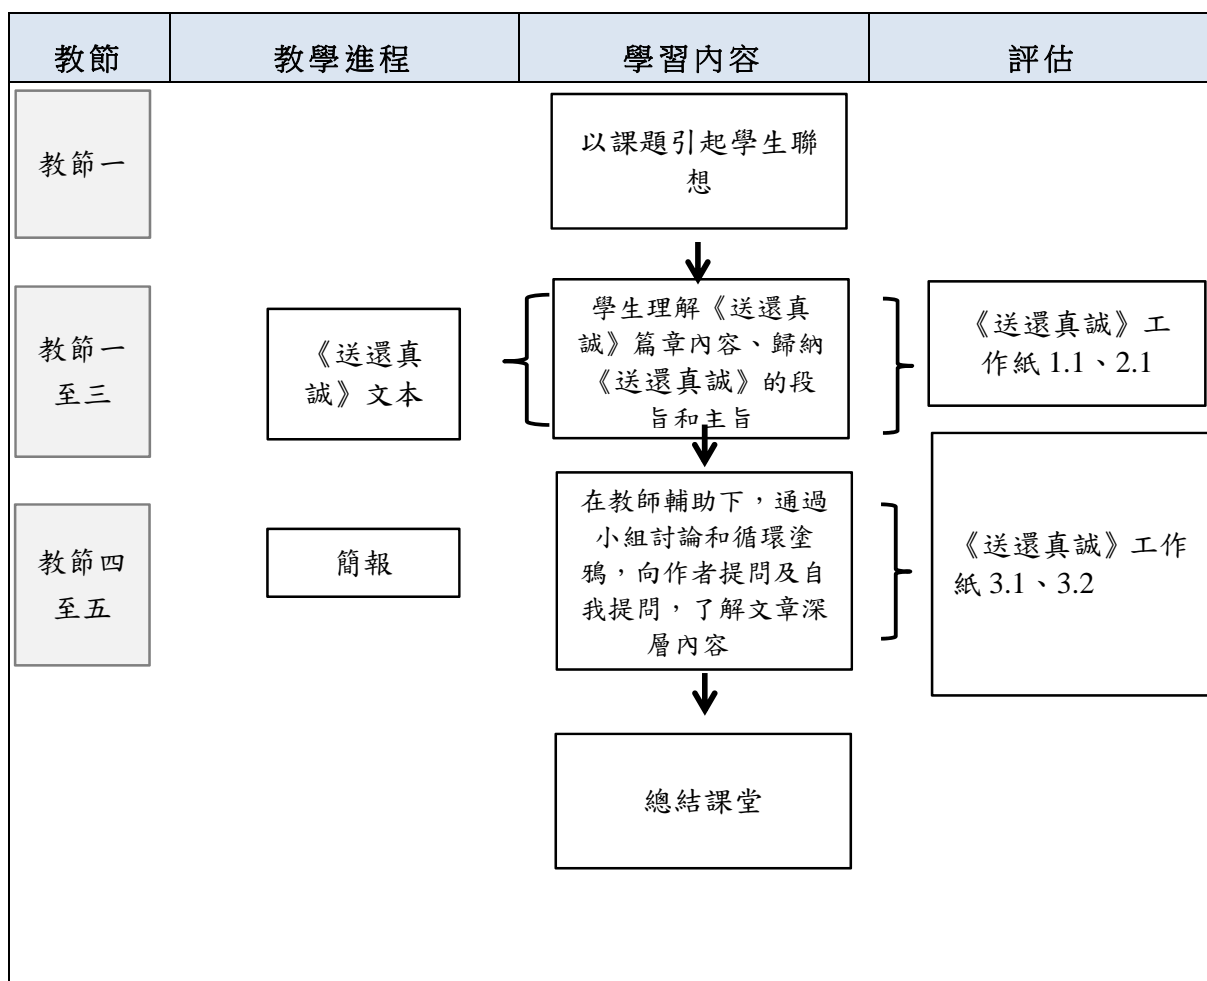 教節
教學進程
學習內容
評估
教節一
以課題引起學生聯
想
教節一
至三
《送還真
誠》文本
學生理解《送還真
誠》篇章內容、歸納
《送還真誠》的段
旨和主旨
《送還真誠》工
作紙 1.1、2.1
教節四
至五
簡報
在教師輔助下，通過
小組討論和循環塗
鴉，向作者提問及自
我提問，了解文章深
層內容
《送還真誠》工作
紙 3.1、3.2
總結課堂